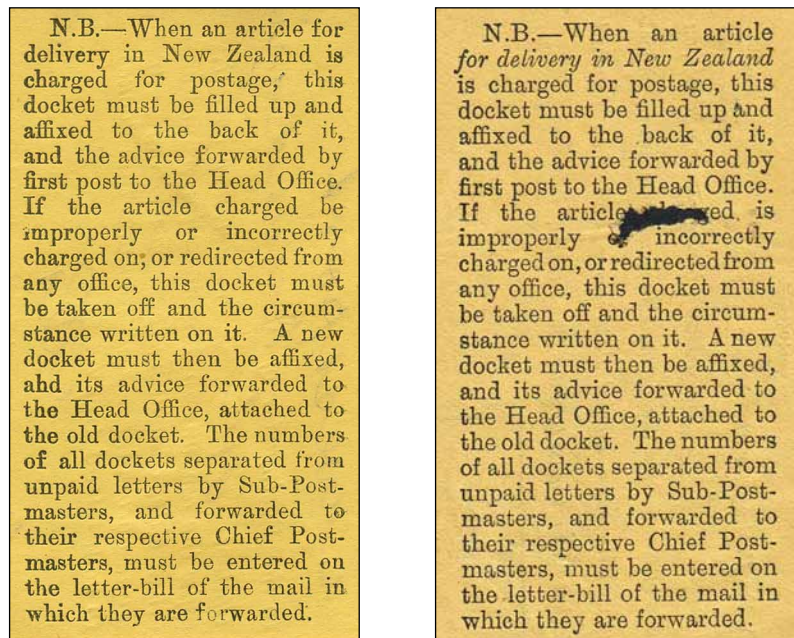 N.B.—When an article for
delivery in New Zealand is
charged for postage, this
docket must be filled up and
affixed to the back of it,
and the advice forwarded by
first post to the Head Office.
If the article charged be
improperly or incorrectly
charged on, or redirected from
any office, this docket must
be taken off and the circum-
stance written on it. A new
docket must then be affixed,
ahd its advice forwarded to
the Head Office, attached to
the old docket. The numbers
of all dockets separated from
unpaid letters by Sub-Post-
masters, and forwarded to
their respective Chief Post-
masters, must be entered on
the letter-bill of the mail in
which they are forwarded.
N.B.—When an article
for delivery in New Zealand
is charged for postage, this
docket must be filled up and
affixed to the back of it,
and the advice forwarded by
first post to the Head Office.
If the article is
improperly incorrectly
charged on, or redirected from
any office, this docket must
be taken off and the circum-
stance written on it. A new
docket must then be affixed,
and its advice forwarded to
the Head Office, attached to
the old docket. The numbers
of all dockets separated from
unpaid letters by Sub-Post-
masters, and forwarded to
their respective Chief Post-
masters, must be entered on
the letter-bill of the mail in
which they are forwarded.